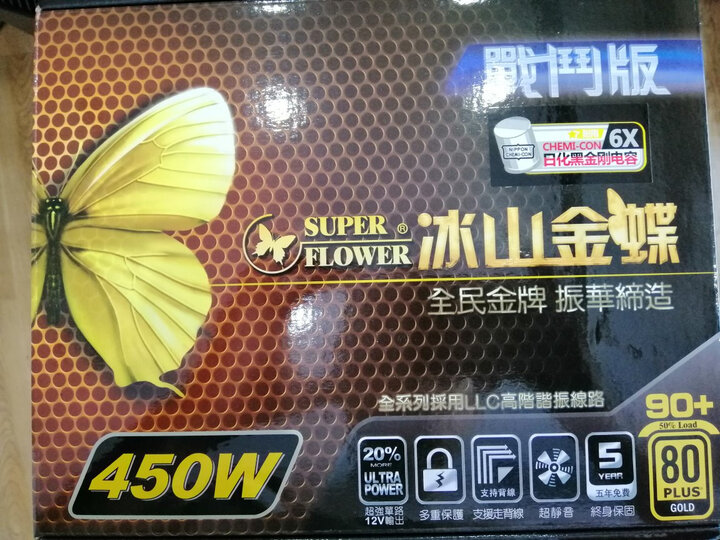 戰鬥版
CHEMI-CON 6X
NIPPON
CHEMI-CON
日化黑金刚电容
SUPER ®
FLOWER
冰山金蝶
全民金牌 振華締造
全系列採用LLC高階諧振線路
90+
50% Load
80
PLUS
GOLD
450W
20%
MORE
ULTRA
POWER
超強單路
12V輸出
多重保護
支持背線
支援走背線
超靜音
5
YEAR
五年免費
終身保固